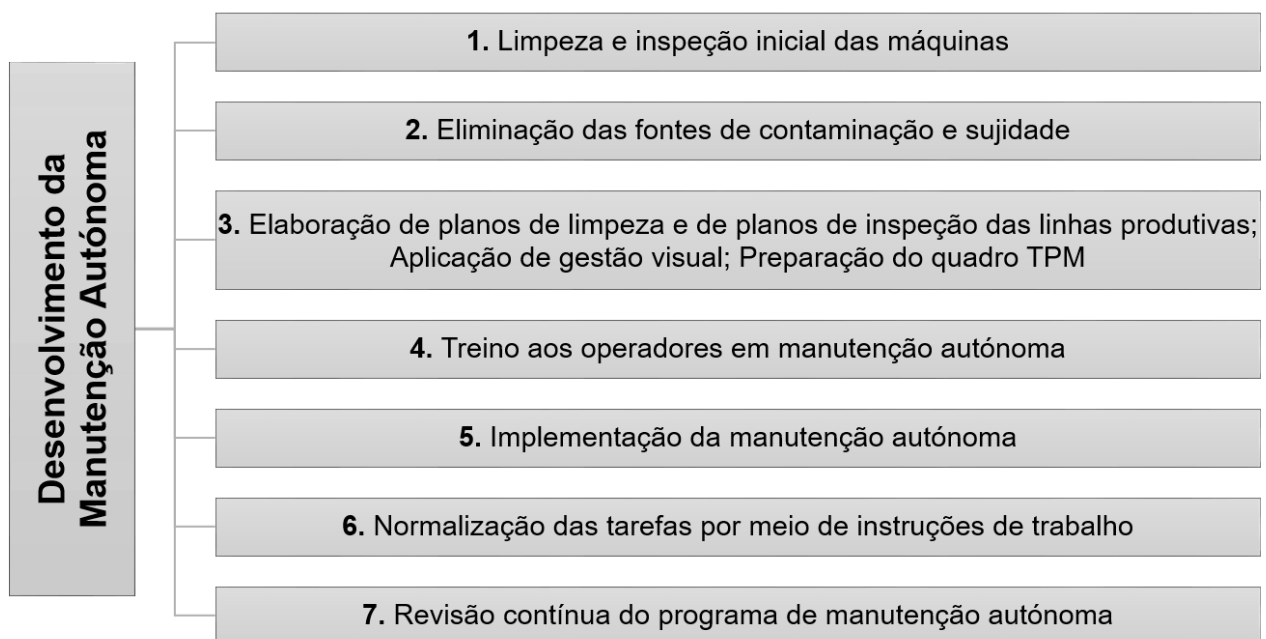 Desenvolvimento da
Manutenção Autónoma
1. Limpeza e inspeção inicial das máquinas
2. Eliminação das fontes de contaminação e sujidade
3. Elaboração de planos de limpeza e de planos de inspeção das linhas produtivas;
Aplicação de gestão visual; Preparação do quadro TPM
4. Treino aos operadores em manutenção autónoma
5. Implementação da manutenção autónoma
6. Normalização das tarefas por meio de instruções de trabalho
7. Revisão contínua do programa de manutenção autónoma